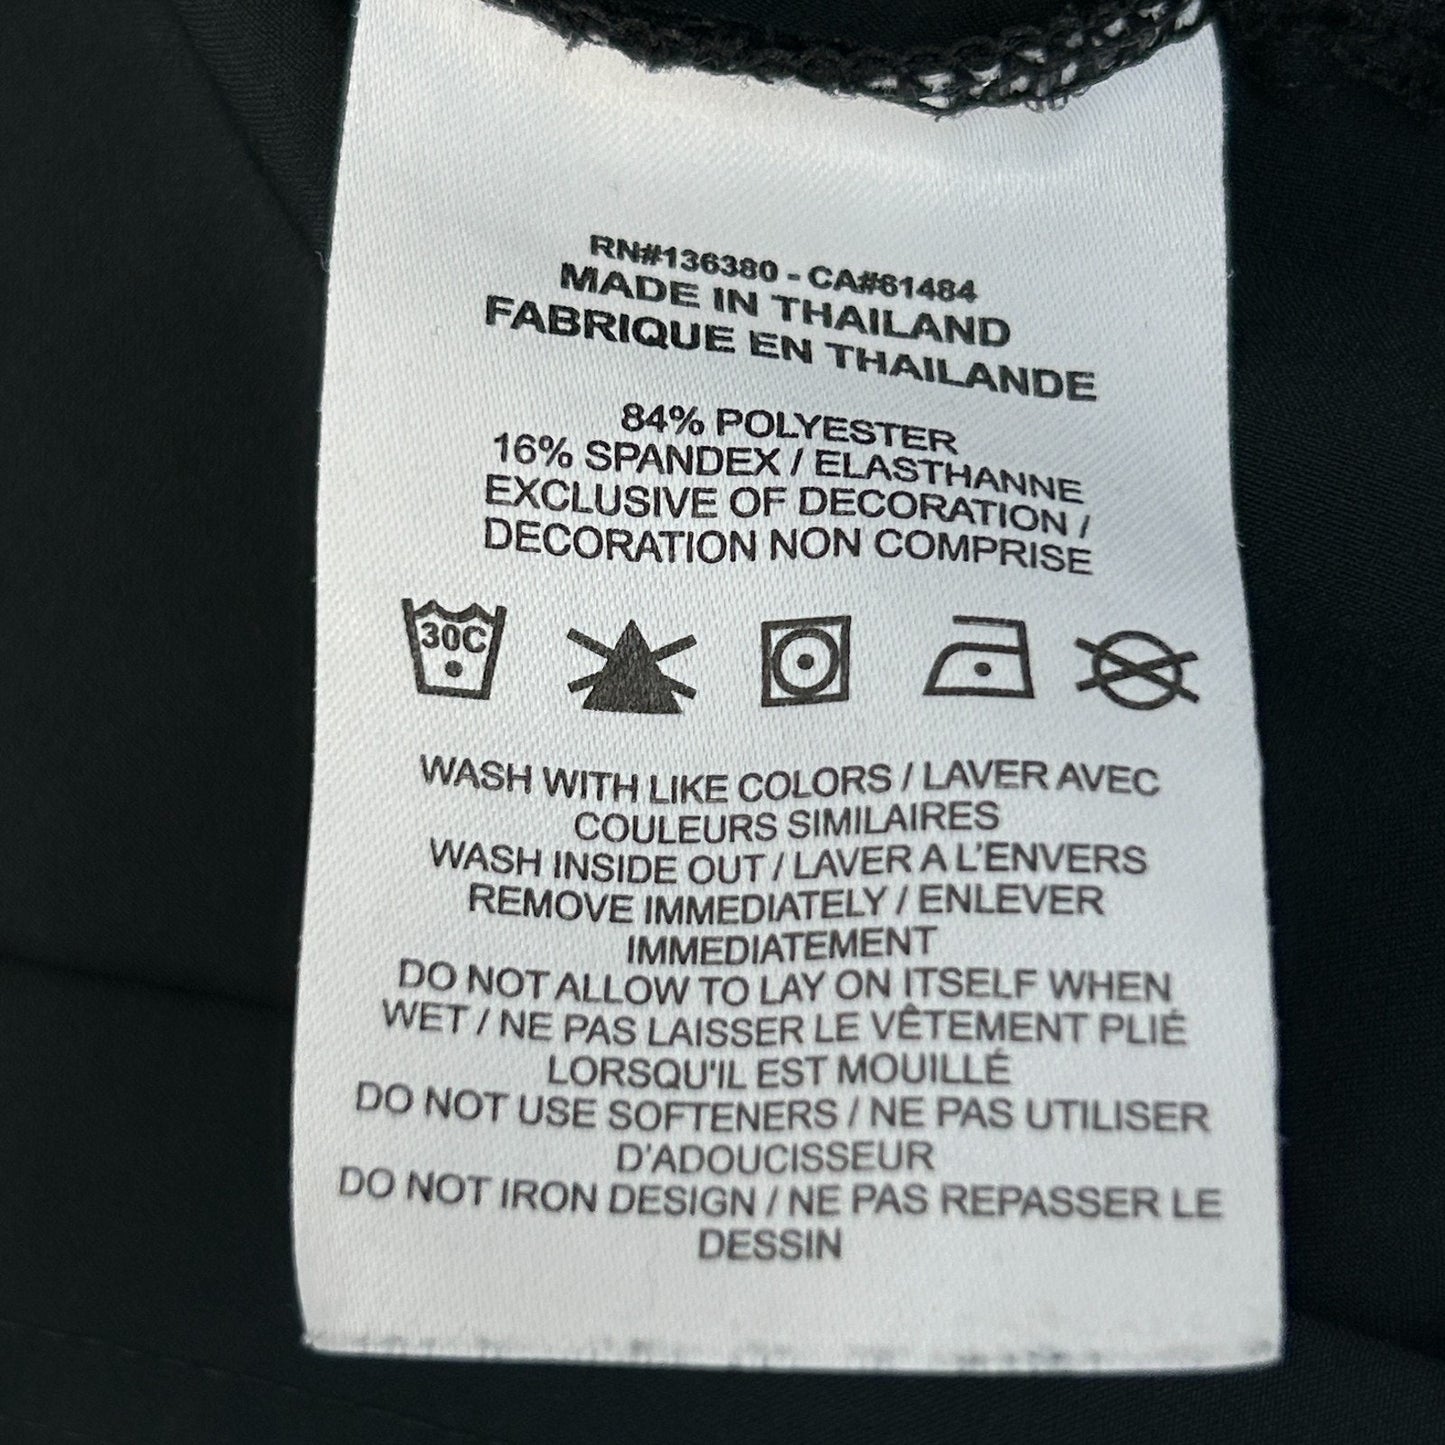 RN#136380 - CA#61484
MADE IN THAILAND
FABRIQUE EN THAILANDE
84% POLYESTER
16% SPANDEX / ELASTHANNE
EXCLUSIVE OF DECORATION /
DECORATION NON COMPRISE
30C
WASH WITH LIKE COLORS / LAVER AVEC
COULEURS SIMILAIRES
WASH INSIDE OUT / LAVER A L'ENVERS
REMOVE IMMEDIATELY / ENLEVER
IMMEDIATEMENT
DO NOT ALLOW TO LAY ON ITSELF WHEN
WET / NE PAS LAISSER LE VÊTEMENT PLIÉ
LORSQU'IL EST MOUILLÉ
DO NOT USE SOFTENERS / NE PAS UTILISER
D'ADOUCISSEUR
DO NOT IRON DESIGN / NE PAS REPASSER LE
DESSIN